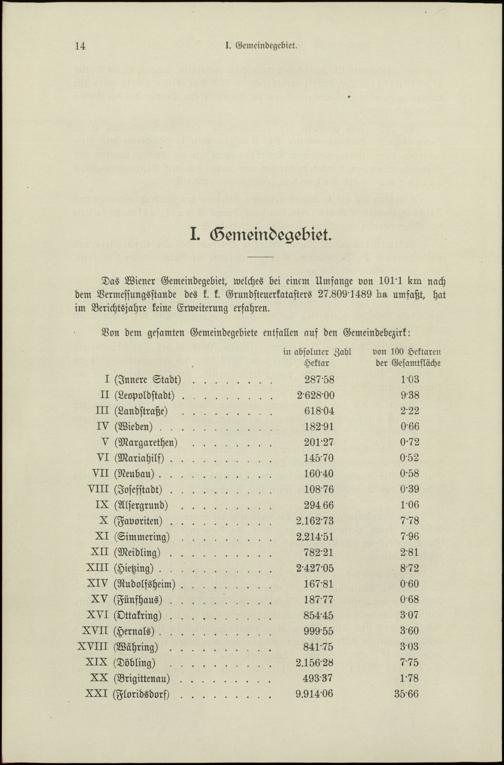 14
I. Gemeindegebiet.
I. Gemeindegebiet.
Das Wiener Gemeindegebiet, welches bei einem Umfange von 101·1 km nach
dem Vermessungsstande des k. k. Grundsteuerkatasters 27.809·1489 ha umfaßt, hat
im Berichtsjahre keine Erweiterung erfahren.
Von dem gesamten Gemeindegebiete entfallen auf den Gemeindebezirk:
in absoluter Zahl von 100 Hektaren
Hektar der Gesamtfläche
I (Innere Stadt) . . . . . . . . 287·58 1·03
II (Leopoldstadt) . . . . . . . . 2·628·00 9·38
III (Landstraße) . . . . . . . . 618·04 2·22
IV (Wieden) . . . . . . . . . . 182·91 0·66
V (Margarethen) . . . . . . . . 201·27 0·72
VI (Mariahilf) . . . . . . . . . 145·70 0·52
VII (Neubau) . . . . . . . . . . 160·40 0·58
VIII (Josefstadt) . . . . . . . . . 108·76 0·39
IX (Alsergrund) . . . . . . . . . 294 66 1·06
X (Favoriten) . . . . . . . . . 2,162·73 7·78
XI (Simmering) . . . . . . . . . 2,214·51 7·96
XII (Meidling) . . . . . . . . . 782·21 2·81
XIII (Hietzing) . . . . . . . . . 2·427·05 8·72
XIV (Rudolfsheim) . . . . . . . . 167·81 0·60
XV (Fünfhaus) . . . . . . . . . 187·77 0·68
XVI (Ottakring) . . . . . . . . . 854·45 3·07
XVII (Hernals) . . . . . . . . . . 999·55 3·60
XVIII (Währing) . . . . . . . . . 841·75 3·03
XIX (Döbling) . . . . . . . . . 2,156·28 7·75
XX (Brigittenau) . . . . . . . . 493·37 1·78
XXI (Floridsdorf) . . . . . . . . 9,914·06 35·66